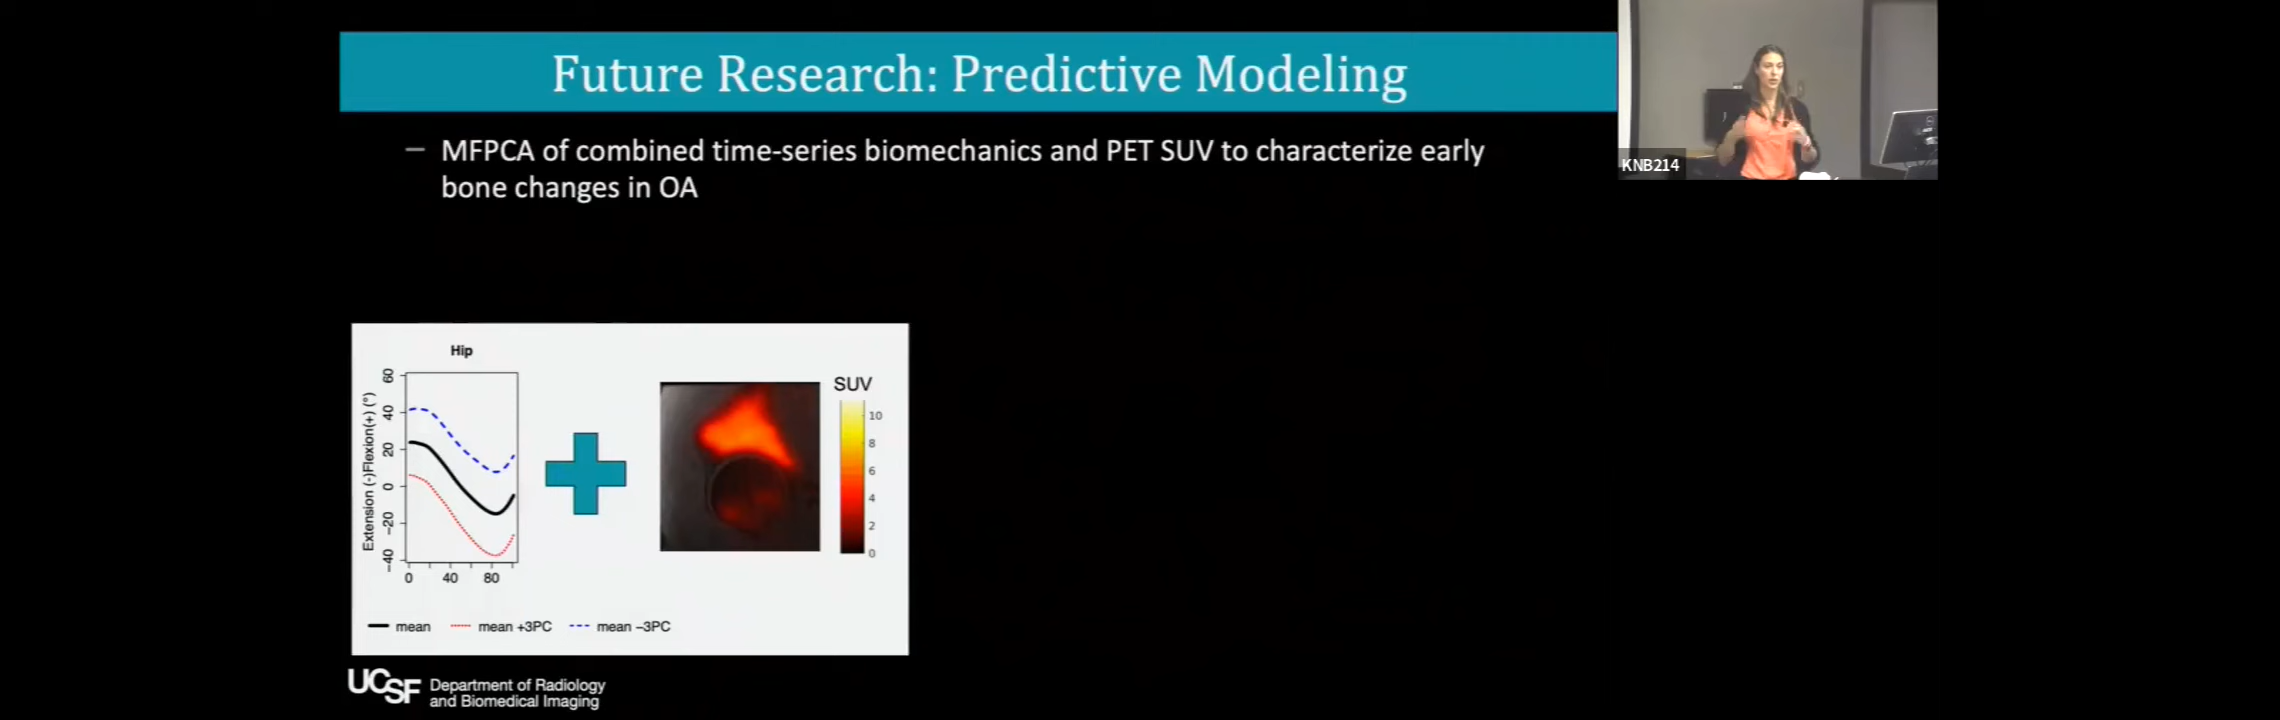 Future Research: Predictive Modeling
KNB214
– MFPCA of combined time-series biomechanics and PET SUV to characterize early
bone changes in OA
Hip
Extension (-)Flexion(+) (°)
60
40
20
0
−20
−40
0 40 80
SUV
10
8
6
4
2
0
mean mean +3PC mean −3PC
UCSF Department of Radiology
and Biomedical Imaging